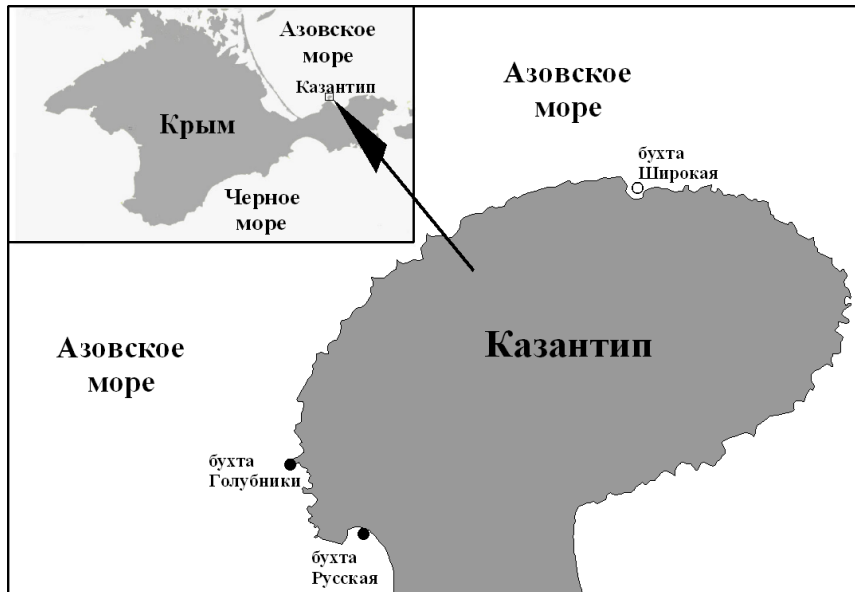 Азовское
море
Казантип
Крым
Черное
море
Азовское
море
бухта
Широкая
Азовское
море
Казантип
бухта
Голубники
бухта
Русская